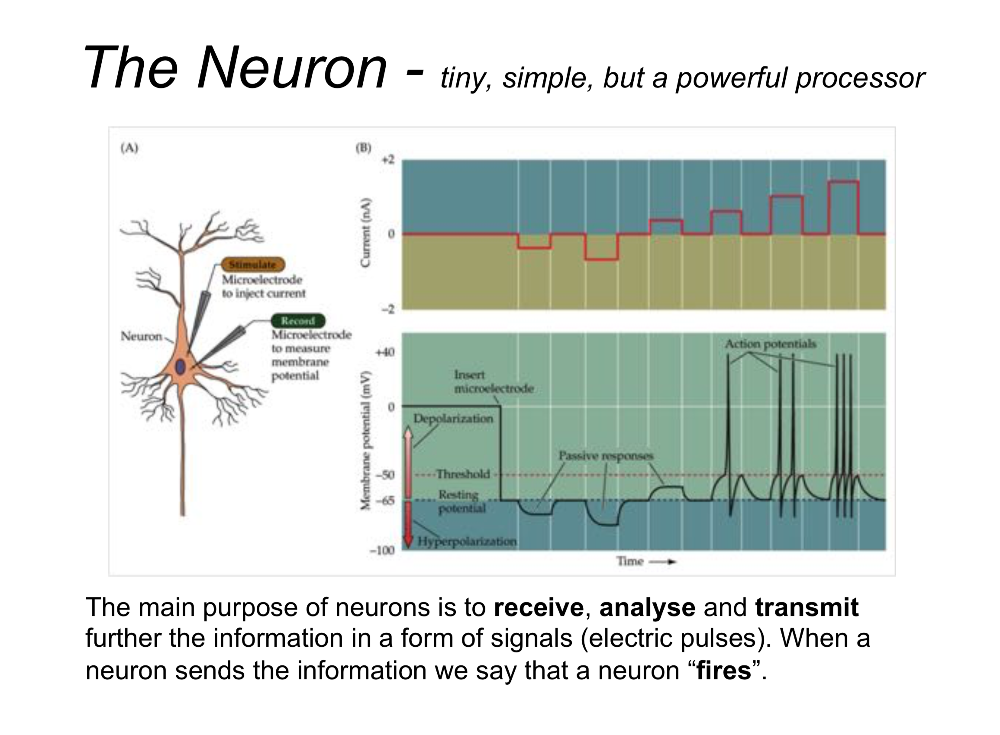 The Neuron - tiny, simple, but a powerful processor
(A)
Stimulate
Microelectrode
to inject current
Record
Microelectrode
to measure
membrane
potential
Neuron
(B)
+2
0
–2
Current (nA)
+40
0
–50
–65
–100
Membrane potential (mV)
Insert
microelectrode
Action potentials
Depolarization
Passive responses
Threshold
Resting
potential
Hyperpolarization
Time
The main purpose of neurons is to receive, analyse and transmit
further the information in a form of signals (electric pulses). When a
neuron sends the information we say that a neuron “fires”.